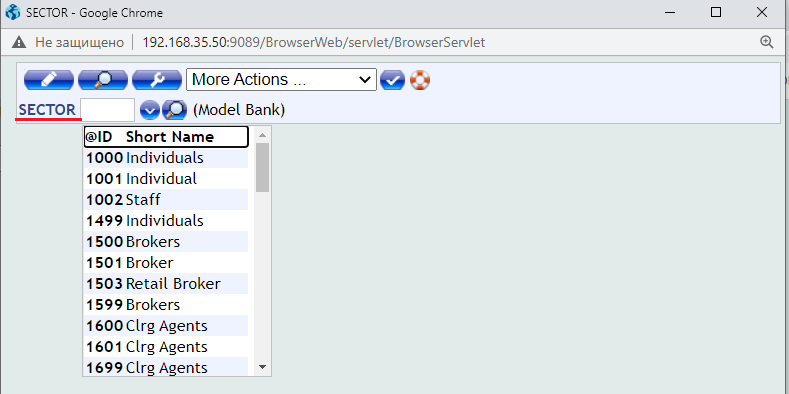 SECTOR - Google Chrome
Не защищено 192.168.35.50:9089/BrowserWeb/servlet/BrowserServlet
More Actions ...
SECTOR (Model Bank)
@ID Short Name
1000 Individuals
1001 Individual
1002 Staff
1499 Individuals
1500 Brokers
1501 Broker
1503 Retail Broker
1599 Brokers
1600 Clrg Agents
1601 Clrg Agents
1699 Clrg Agents